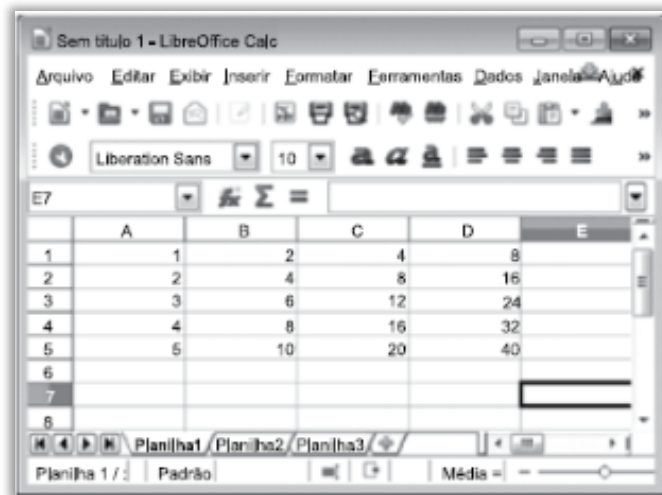 Sem título 1 - LibreOffice Calc
Arquivo Editar Exibir Inserir Formatar Ferramentas Dados Janela Ajuda
Liberation Sans 10 a a a
E7
A B C D E
1 1 2 4 8
2 2 4 8 16
3 3 6 12 24
4 4 8 16 32
5 5 10 20 40
6
7
8
Planilha1 Planilha2 Planilha3
Planilha 1 / Padrão Média =